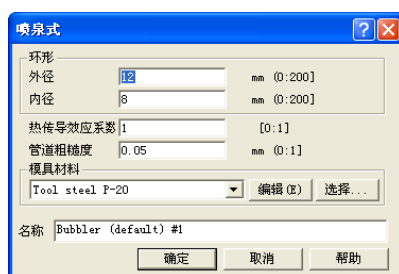 喷泉式
环形
外径 12 mm (0:200]
内径 8 mm (0:200]
热传导效应系数 1 [0:1]
管道粗糙度 0.05 mm (0:1]
模具材料
Tool steel P-20 编辑(E) 选择...
名称 Bubbler (default) #1
确定 取消 帮助